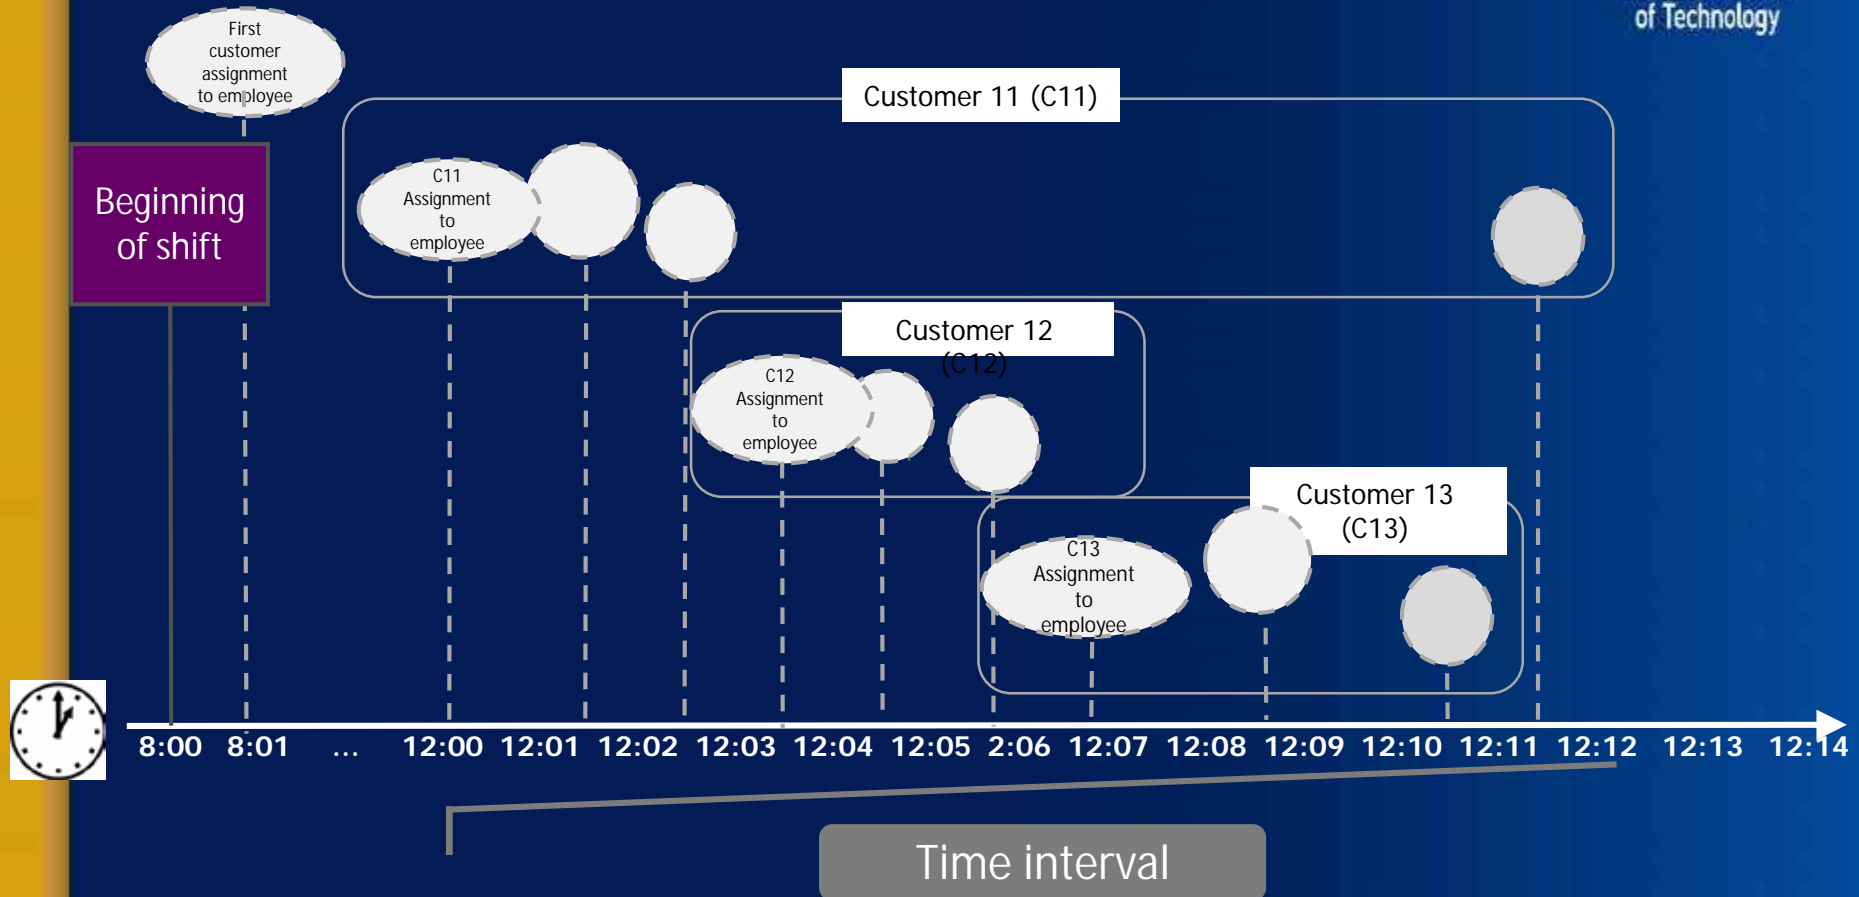 of Technology
First
customer
assignment
to employee
Customer 11 (C11)
Beginning
of shift
C11
Assignment
to
employee
Customer 12
(C12)
C12
Assignment
to
employee
Customer 13
(C13)
C13
Assignment
to
employee
8:00 8:01 ... 12:00 12:01 12:02 12:03 12:04 12:05 2:06 12:07 12:08 12:09 12:10 12:11 12:12 12:13 12:14
Time interval